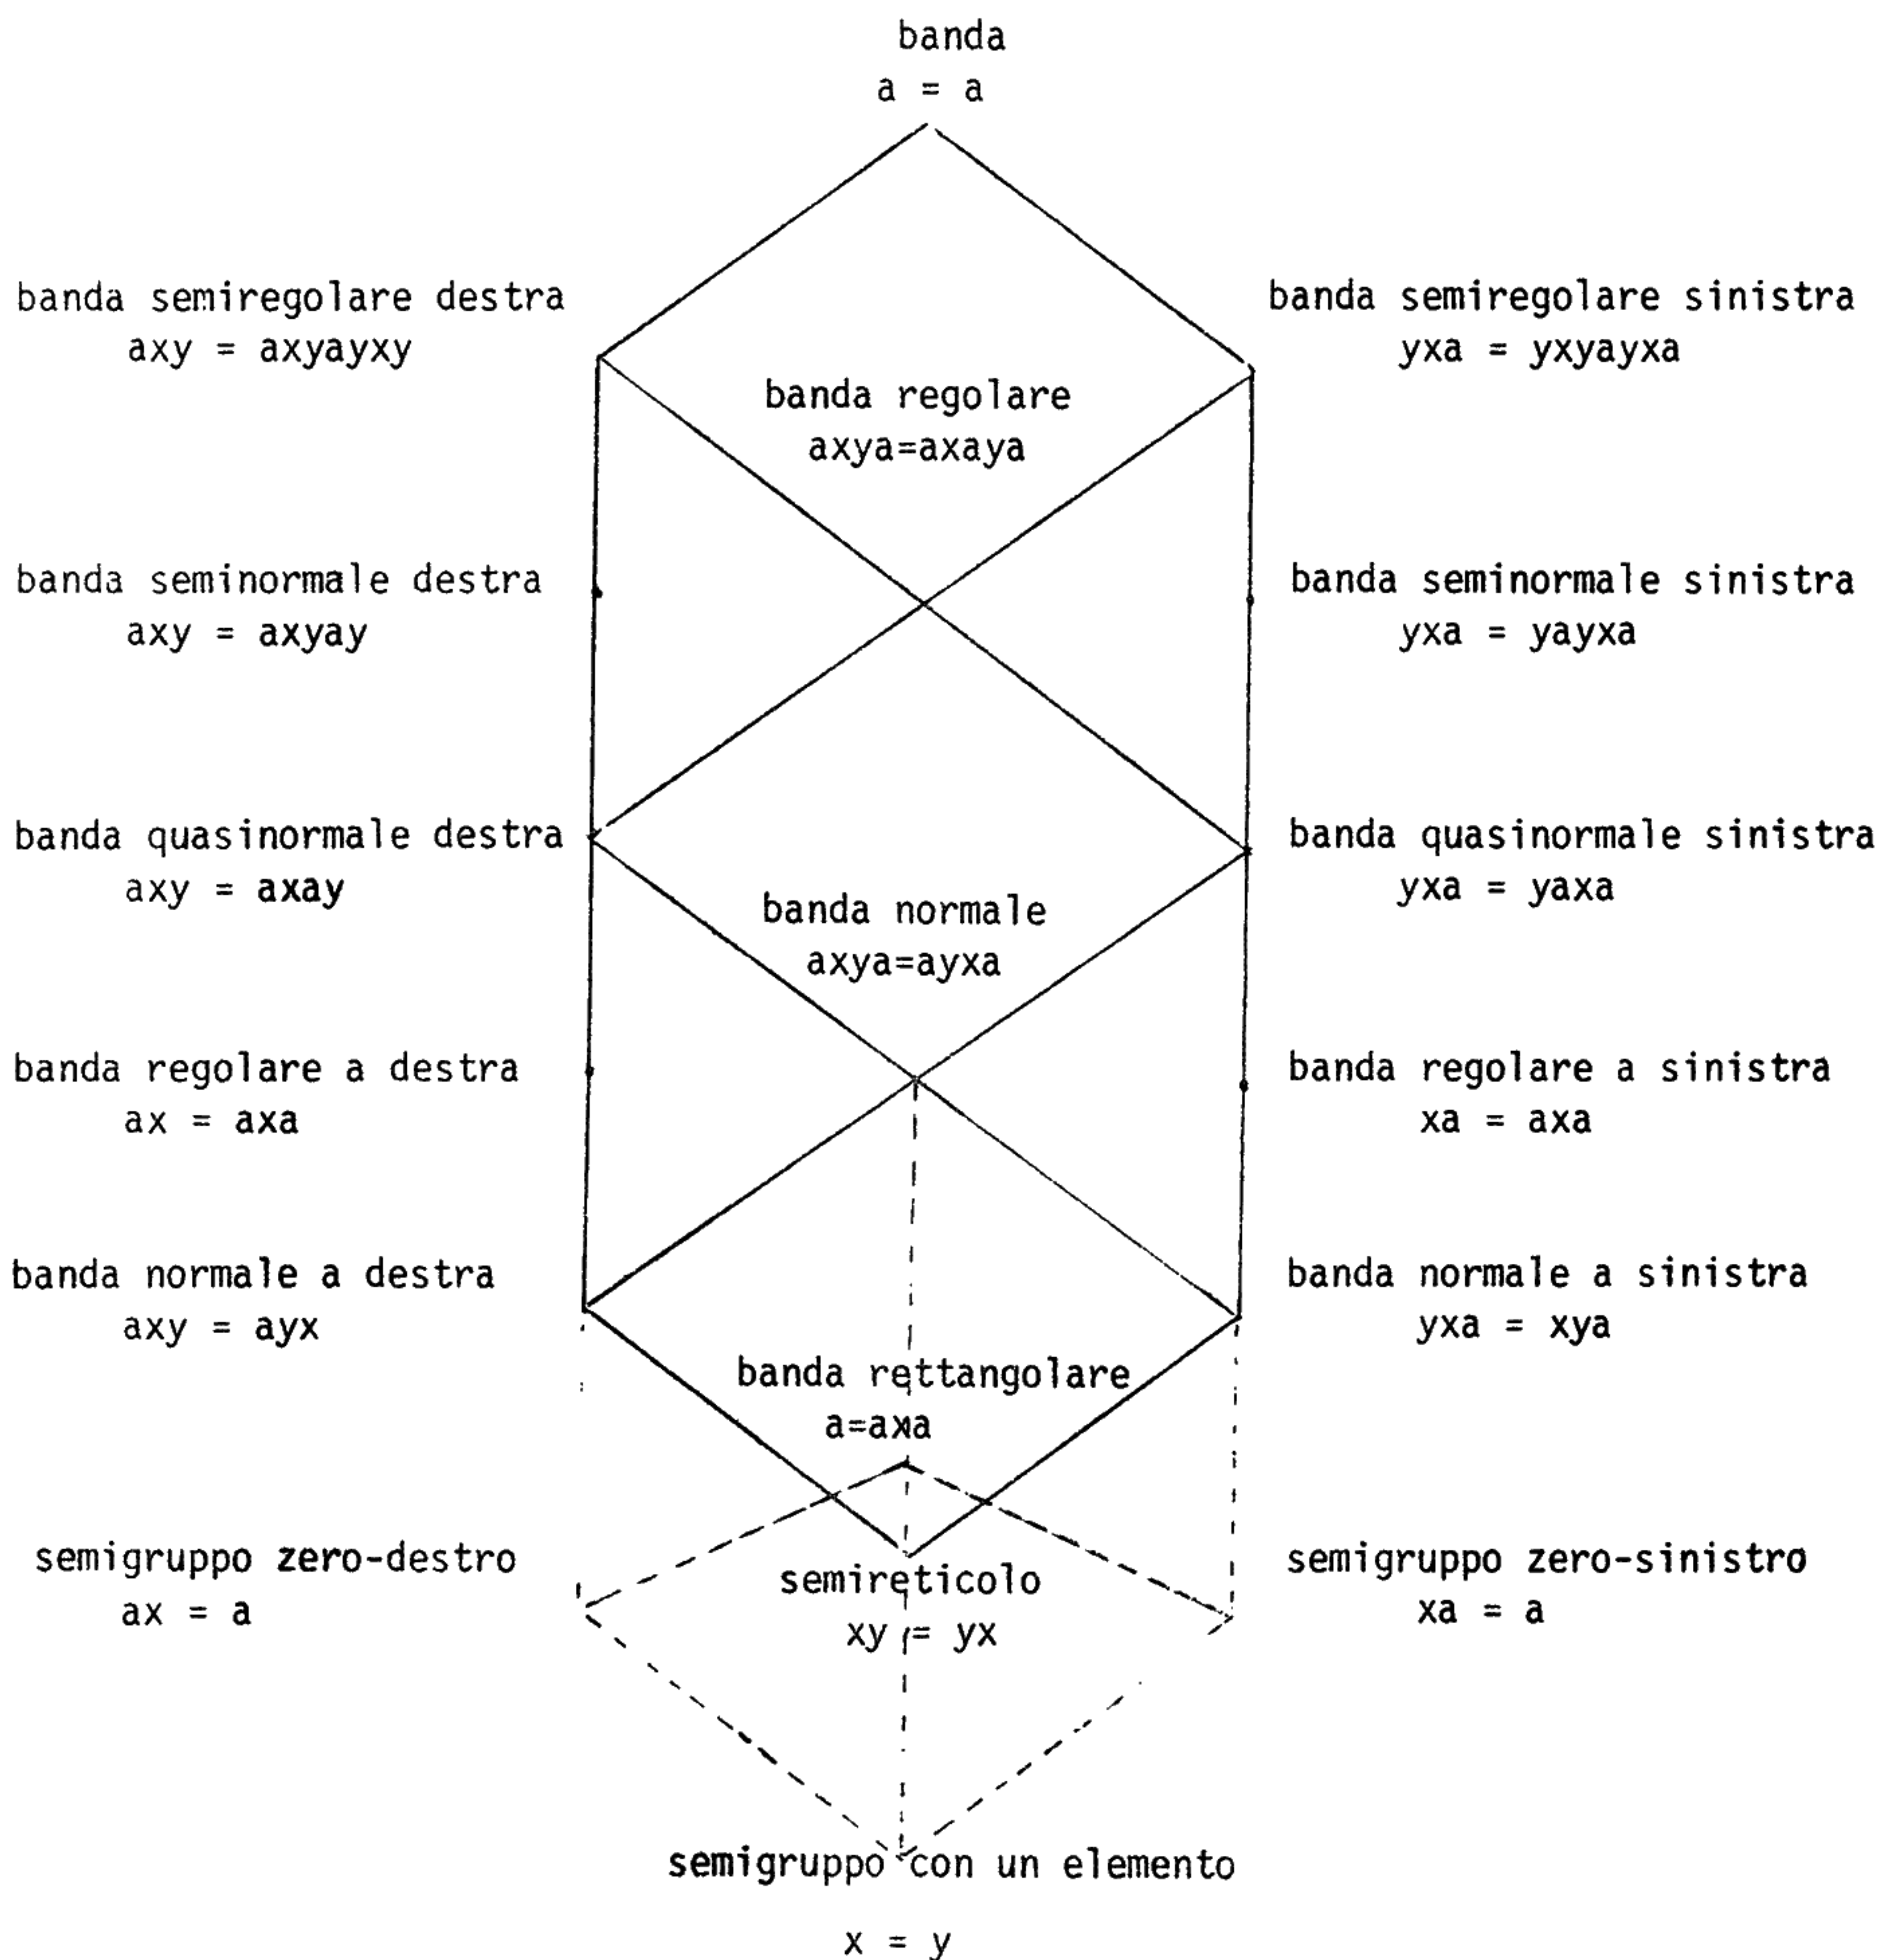 banda
a = a
banda semiregolare destra
axy = axyayxy
banda semiregolare sinistra
yxa = yxyayxa
banda regolare
axya=axaya
banda seminormale destra
axy = axyay
banda seminormale sinistra
yxa = yayxa
banda quasinormale destra
axy = axay
banda quasinormale sinistra
yxa = yaxa
banda normale
axya=ayxa
banda regolare a destra
ax = axa
banda regolare a sinistra
xa = axa
banda normale a destra
axy = ayx
banda normale a sinistra
yxa = xya
banda rettangolare
a=axa
semigruppo zero-destro
ax = a
semigruppo zero-sinistro
xa = a
semireticolo
xy = yx
semigruppo con un elemento
x = y